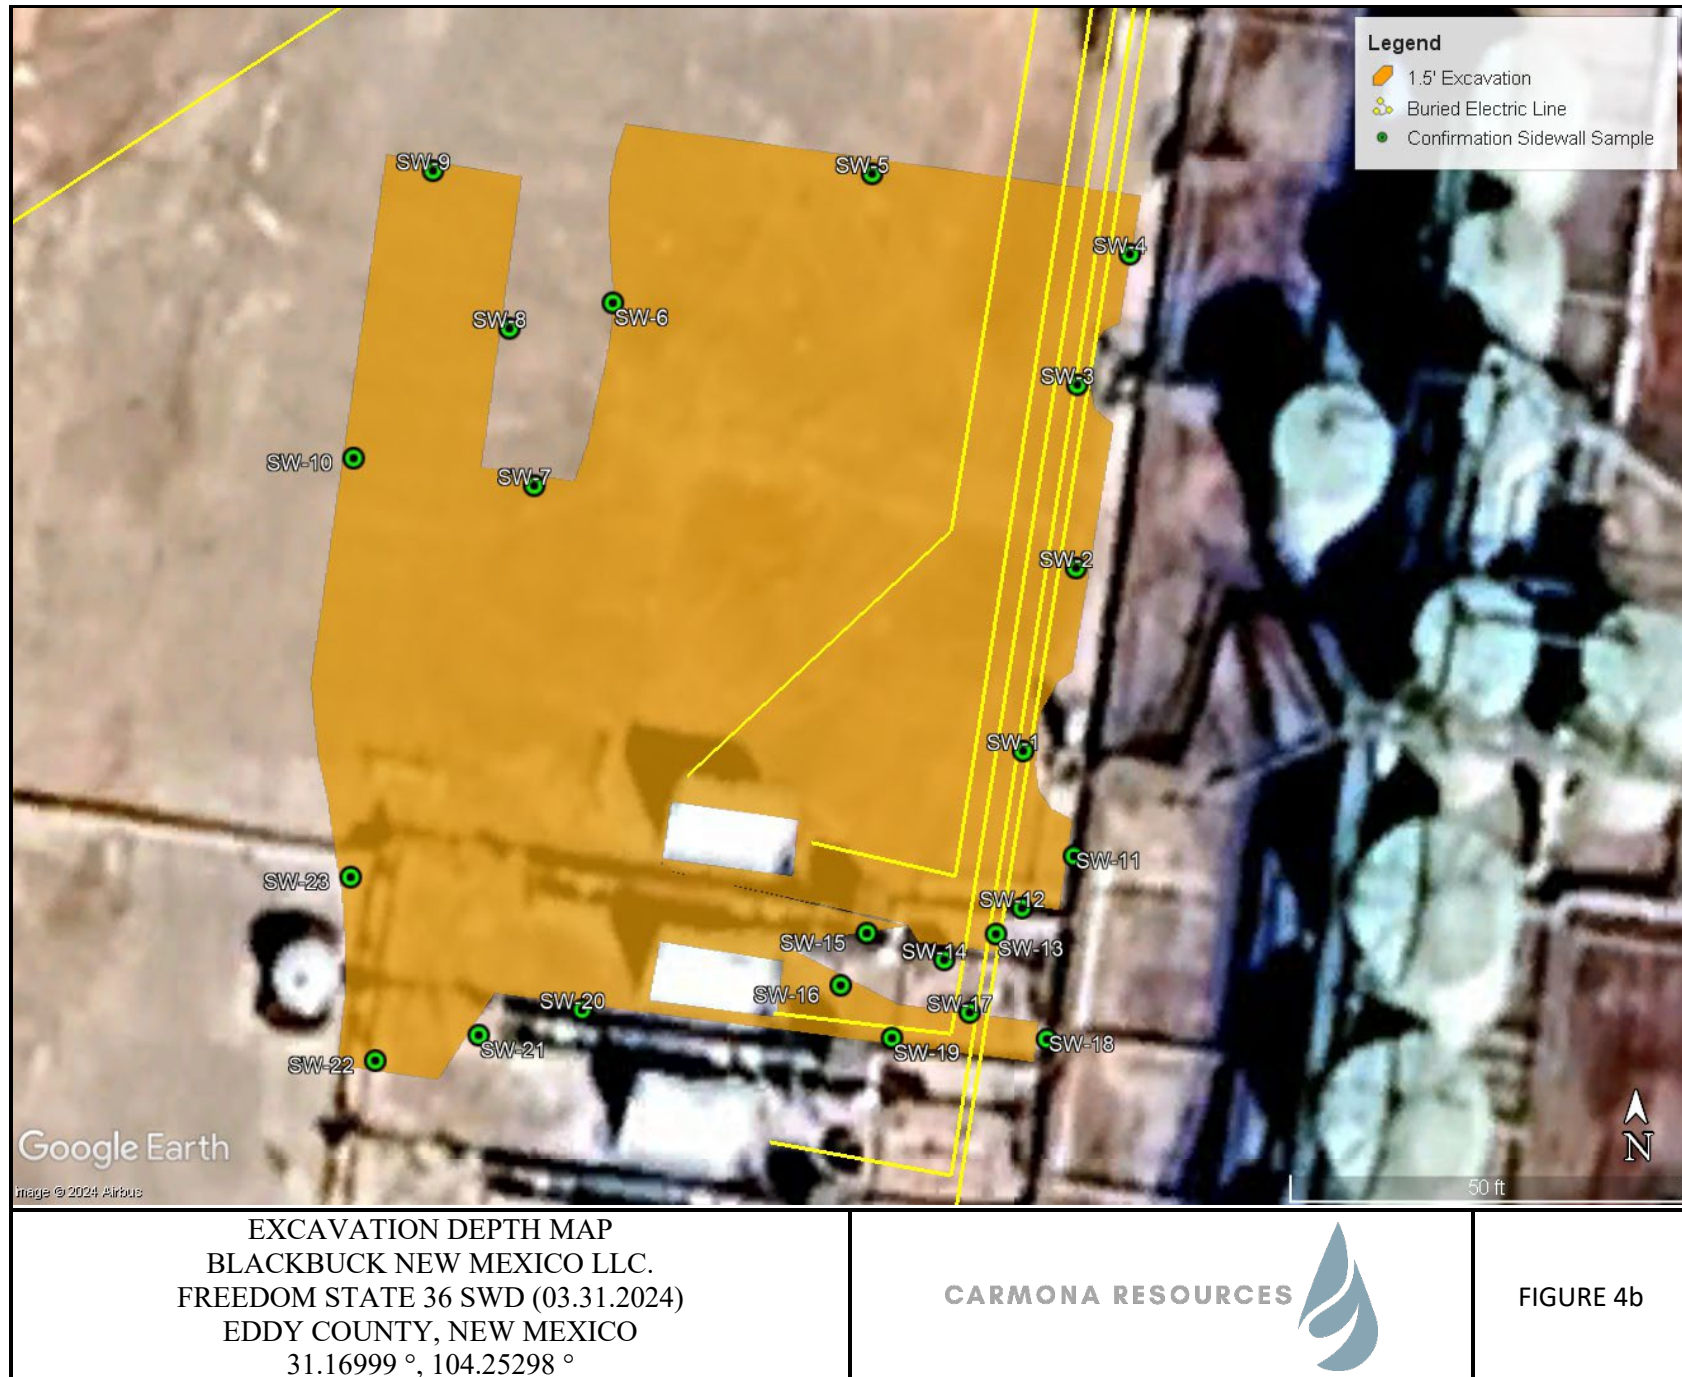 Legend
1.5' Excavation
Buried Electric Line
Confirmation Sidewall Sample
SW-9
SW-5
SW-4
SW-6
SW-8
SW-3
SW-10
SW-7
SW-2
SW-1
SW-11
SW-23
SW-12
SW-15
SW-14
SW-13
SW-16
SW-17
SW-20
SW-18
SW-21
SW-19
SW-22
N
Google Earth
Image © 2024 Airbus
50 ft
EXCAVATION DEPTH MAP
BLACKBUCK NEW MEXICO LLC.
FREEDOM STATE 36 SWD (03.31.2024)
EDDY COUNTY, NEW MEXICO
31.16999 °, 104.25298 °
CARMONA RESOURCES
FIGURE 4b